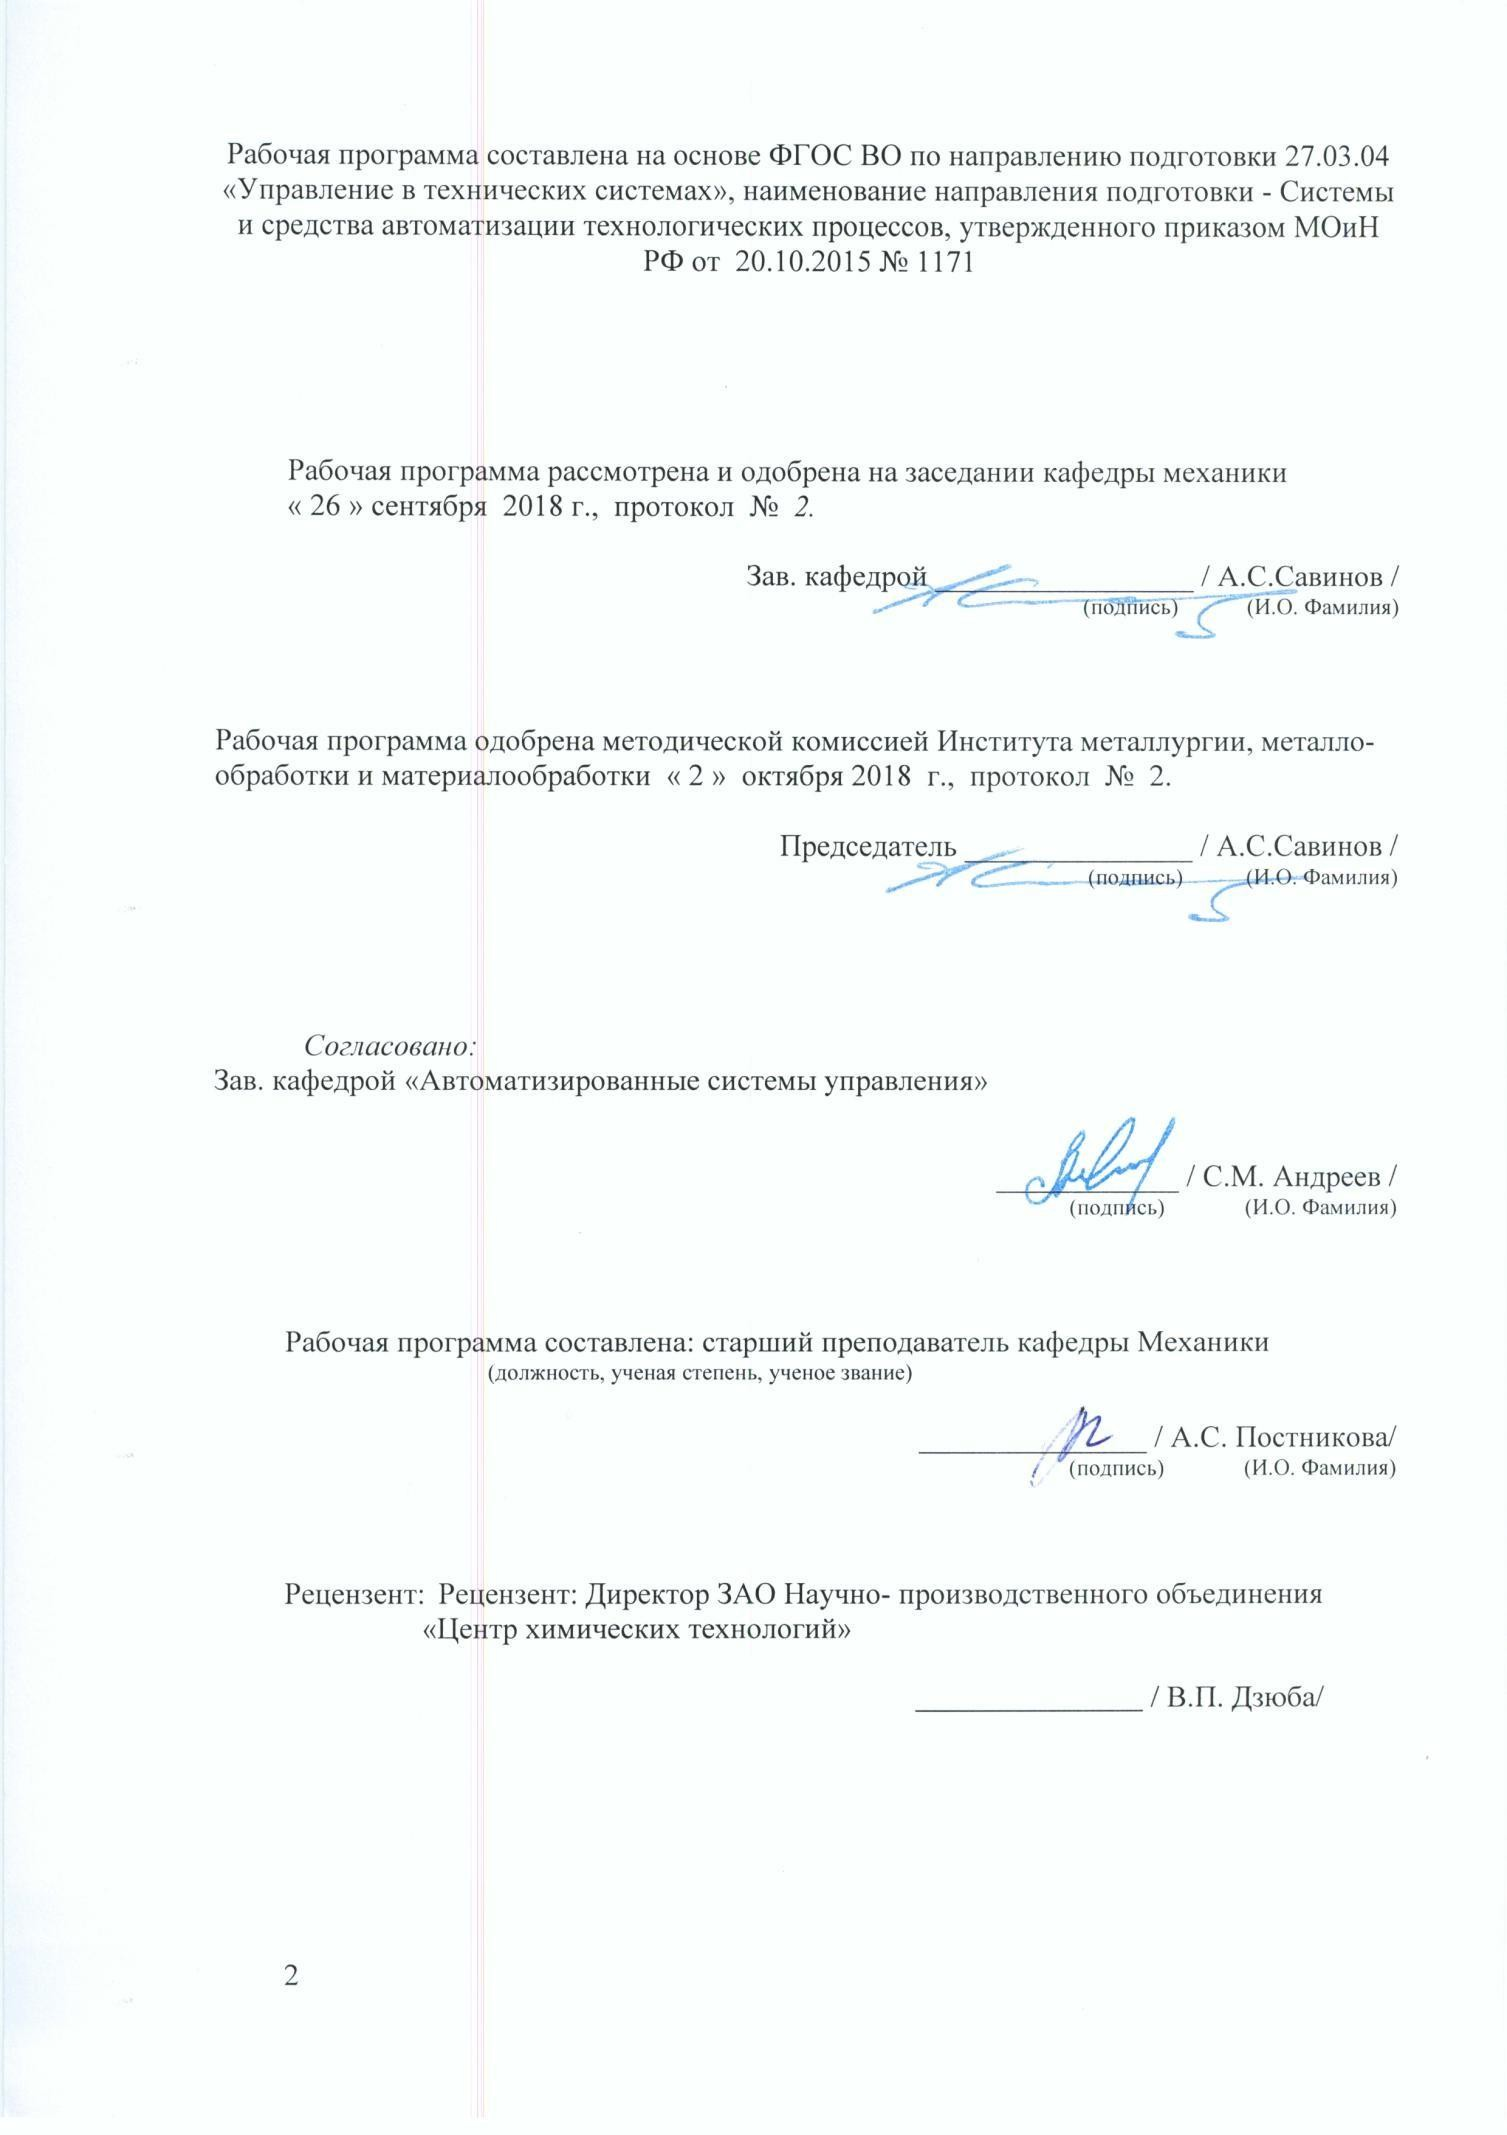 Рабочая программа составлена на основе ФГОС ВО по направлению подготовки 27.03.04
«Управление в технических системах», наименование направления подготовки - Системы
и средства автоматизации технологических процессов, утвержденного приказом МОиН
РФ от 20.10.2015 № 1171
Рабочая программа рассмотрена и одобрена на заседании кафедры механики
« 26 » сентября 2018 г., протокол № 2.
Зав. кафедрой _________________ / А.С.Савинов /
(подпись) (И.О. Фамилия)
Рабочая программа одобрена методической комиссией Института металлургии, металло-
обработки и материалообработки « 2 » октября 2018 г., протокол № 2.
Председатель _______________ / А.С.Савинов /
(подпись) (И.О. Фамилия)
Согласовано:
Зав. кафедрой «Автоматизированные системы управления»
____________ / С.М. Андреев /
(подпись) (И.О. Фамилия)
Рабочая программа составлена: старший преподаватель кафедры Механики
(должность, ученая степень, ученое звание)
_______________ / А.С. Постникова/
(подпись) (И.О. Фамилия)
Рецензент: Рецензент: Директор ЗАО Научно- производственного объединения
«Центр химических технологий»
_______________ / В.П. Дзюба/
2